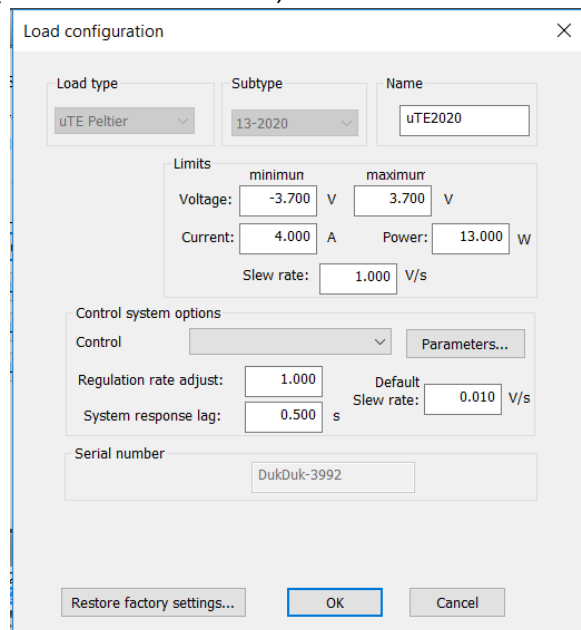 Load configuration
Load type
Subtype
Name
uTE Peltier
13-2020
uTE2020
Limits
minimun maximun
Voltage: -3.700 V 3.700 V
Current: 4.000 A Power: 13.000 W
Slew rate: 1.000 V/s
Control system options
Control Parameters...
Regulation rate adjust: 1.000
Default
Slew rate: 0.010 V/s
System response lag: 0.500 s
Serial number
DukDuk-3992
Restore factory settings... OK Cancel